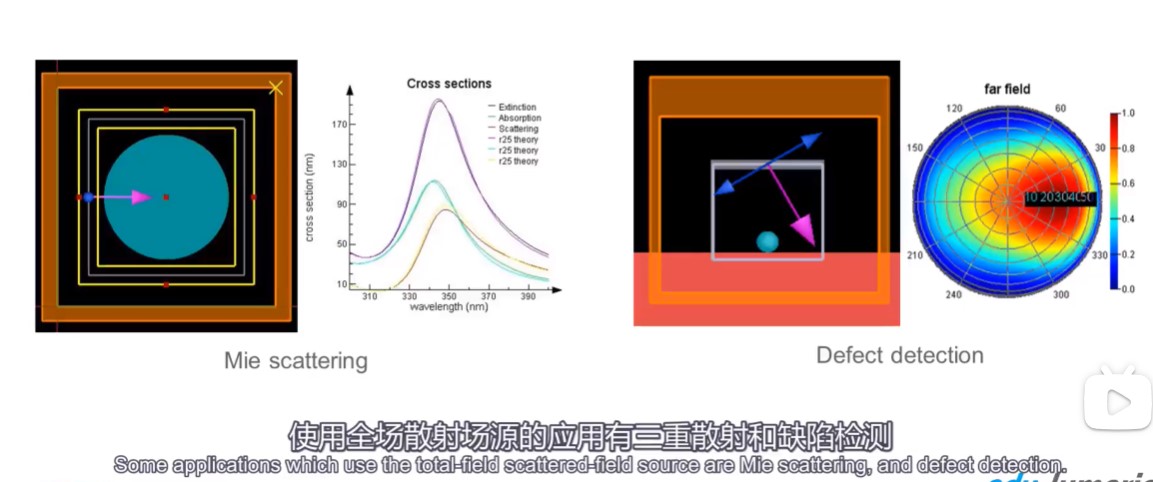 Cross sections
Extinction
Absorption
Scattering
r25 theory
r25 theory
r25 theory
cross section (nm)
170
130
90
50
10
310 330 350 370 390
wavelength (nm)
Mie scattering
far field
120 60
150 30
210 330
240 300
10 20304050
1.0
0.8
0.6
0.4
0.2
0.0
Defect detection
使用全场散射场源的应用有三重散射和缺陷检测
Some applications which use the total-field scattered-field source are Mie scattering, and defect detection.